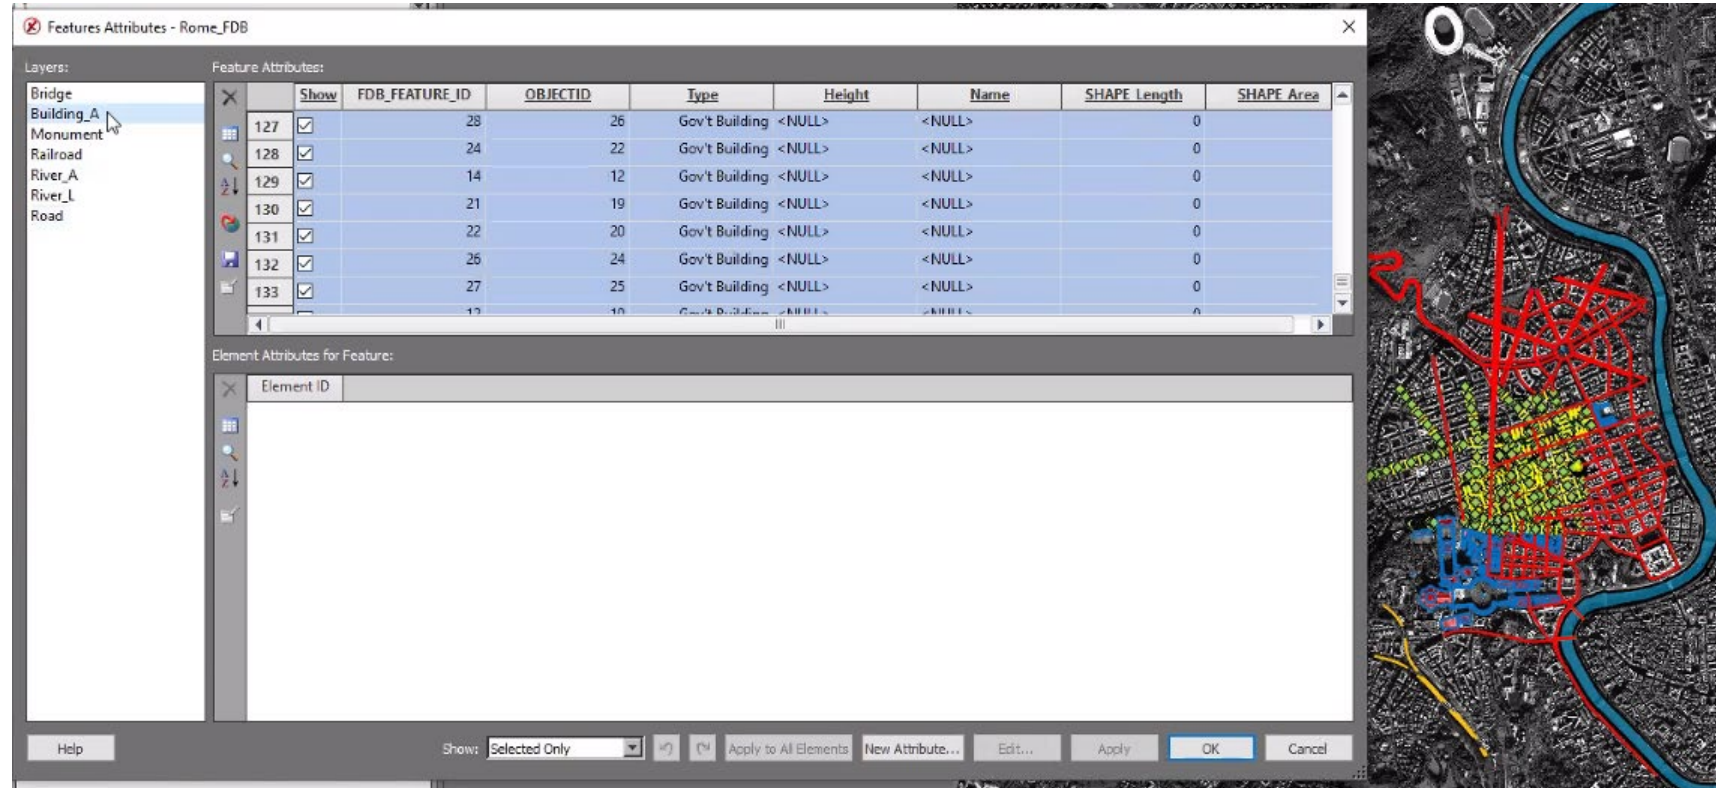 Features Attributes - Rome_FDB
Layers:
Feature Attributes:
Bridge
Building_A
Monument
Railroad
River_A
River_L
Road
Show FDB_FEATURE_ID OBJECTID Type Height Name SHAPE Length SHAPE Area
127 28 26 Gov't Building <NULL> <NULL> 0
128 24 22 Gov't Building <NULL> <NULL> 0
129 14 12 Gov't Building <NULL> <NULL> 0
130 21 19 Gov't Building <NULL> <NULL> 0
131 22 20 Gov't Building <NULL> <NULL> 0
132 26 24 Gov't Building <NULL> <NULL> 0
133 27 25 Gov't Building <NULL> <NULL> 0
Element Attributes for Feature:
Element ID
Help
Show: Selected Only Apply to All Elements New Attribute... Edit... Apply OK Cancel